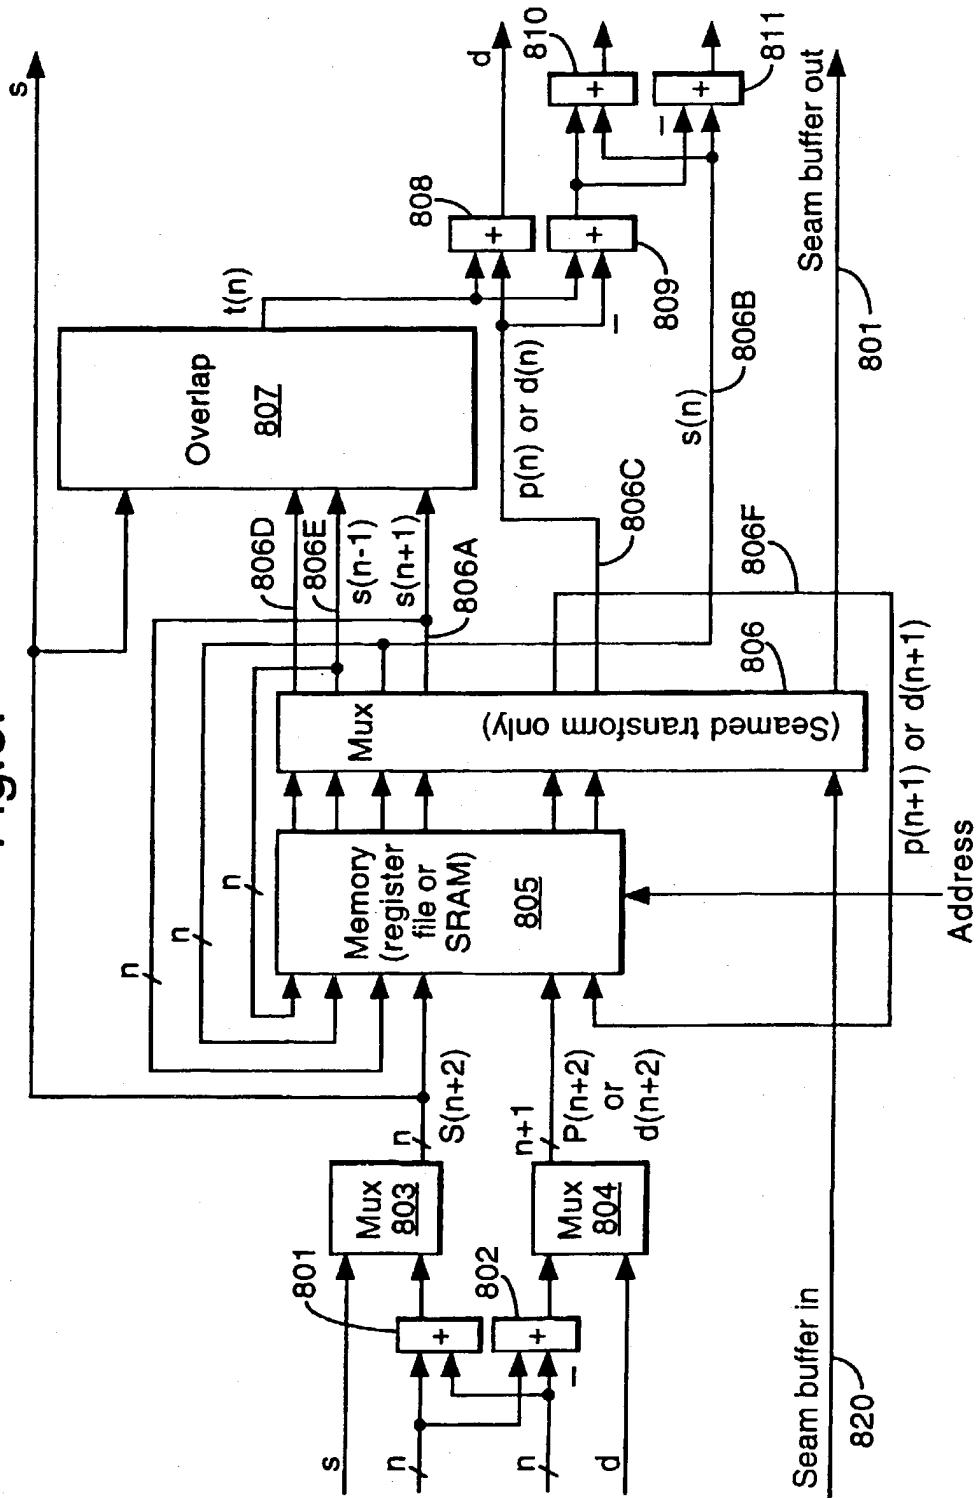 s
s
n
n
d
801
802
Mux
803
Mux
804
n
S(n+2)
n+1
P(n+2)
or
d(n+2)
n
n
n
Memory
(register
file or
SRAM)
805
Address
Mux
(Seamed transform only)
806
806D
806E
s(n-1)
s(n+1)
806A
806C
806F
p(n+1) or d(n+1)
Overlap
807
t(n)
p(n) or d(n)
s(n)
806B
808
+
809
+
d
810
+
811
+
+
+
−
−
−
Seam buffer in
820
Seam buffer out
801